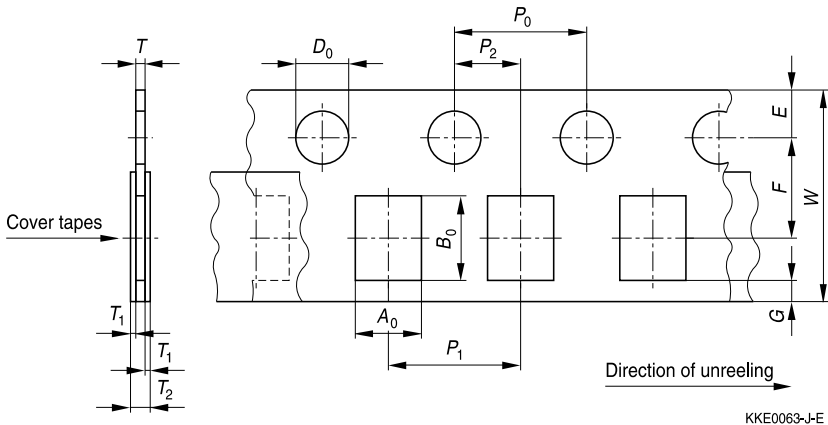 P0
T
D0
P2
E
F
W
Cover tapes
B0
T1
A0
G
T1
P1
T2
Direction of unreeling
KKE0063-J-E